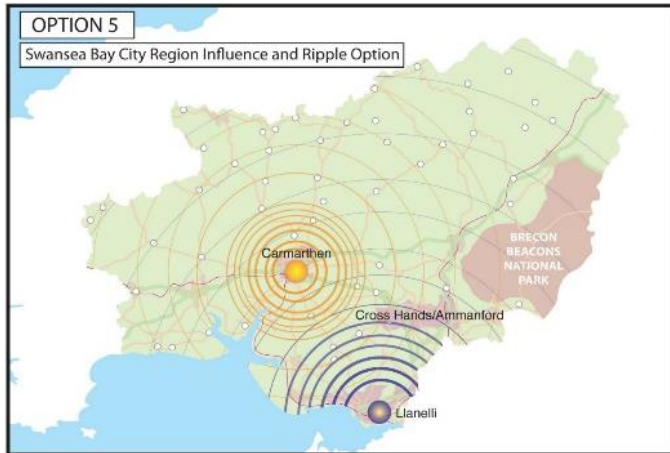 OPTION 5
Swansea Bay City Region Influence and Ripple Option
BRECON
BEACONS
NATIONAL
PARK
Carmarthen
Cross Hands/Ammanford
Llanelli